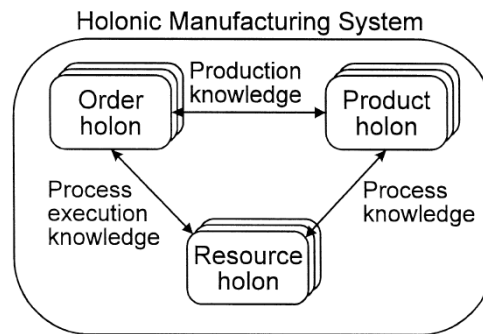 Holonic Manufacturing System
Production
knowledge
Order
holon
Product
holon
Process
execution
knowledge
Process
knowledge
Resource
holon